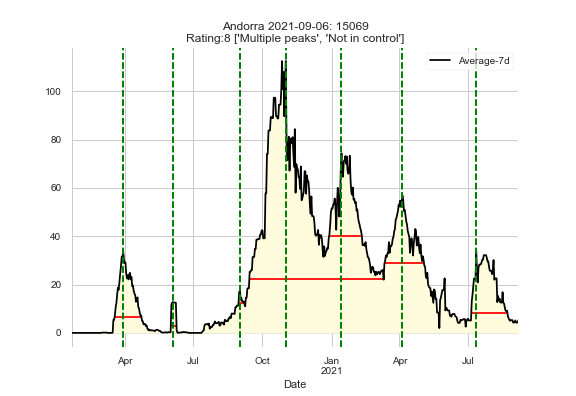 Andorra 2021-09-06: 15069
Rating:8 ['Multiple peaks', 'Not in control']
Average-7d
100
80
60
40
20
0
Apr Jul Oct Jan Apr Jul
2021
Date